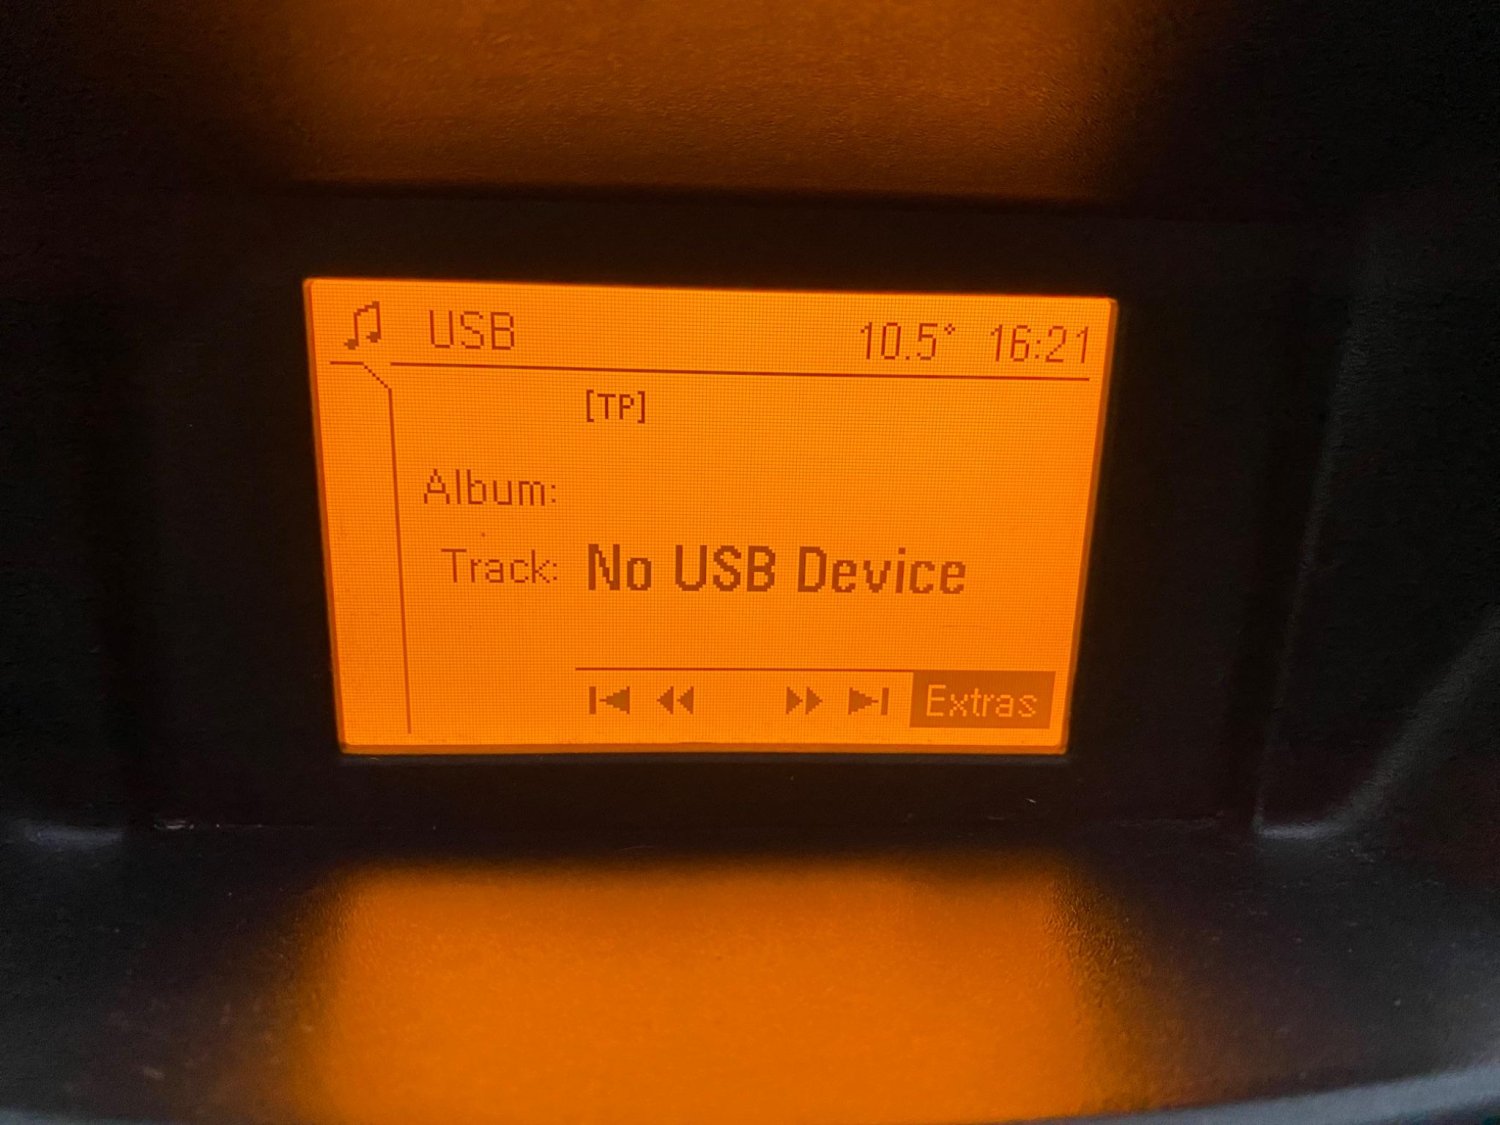 USB 10.5° 16:21
[TP]
Album:
Track: No USB Device
Extras